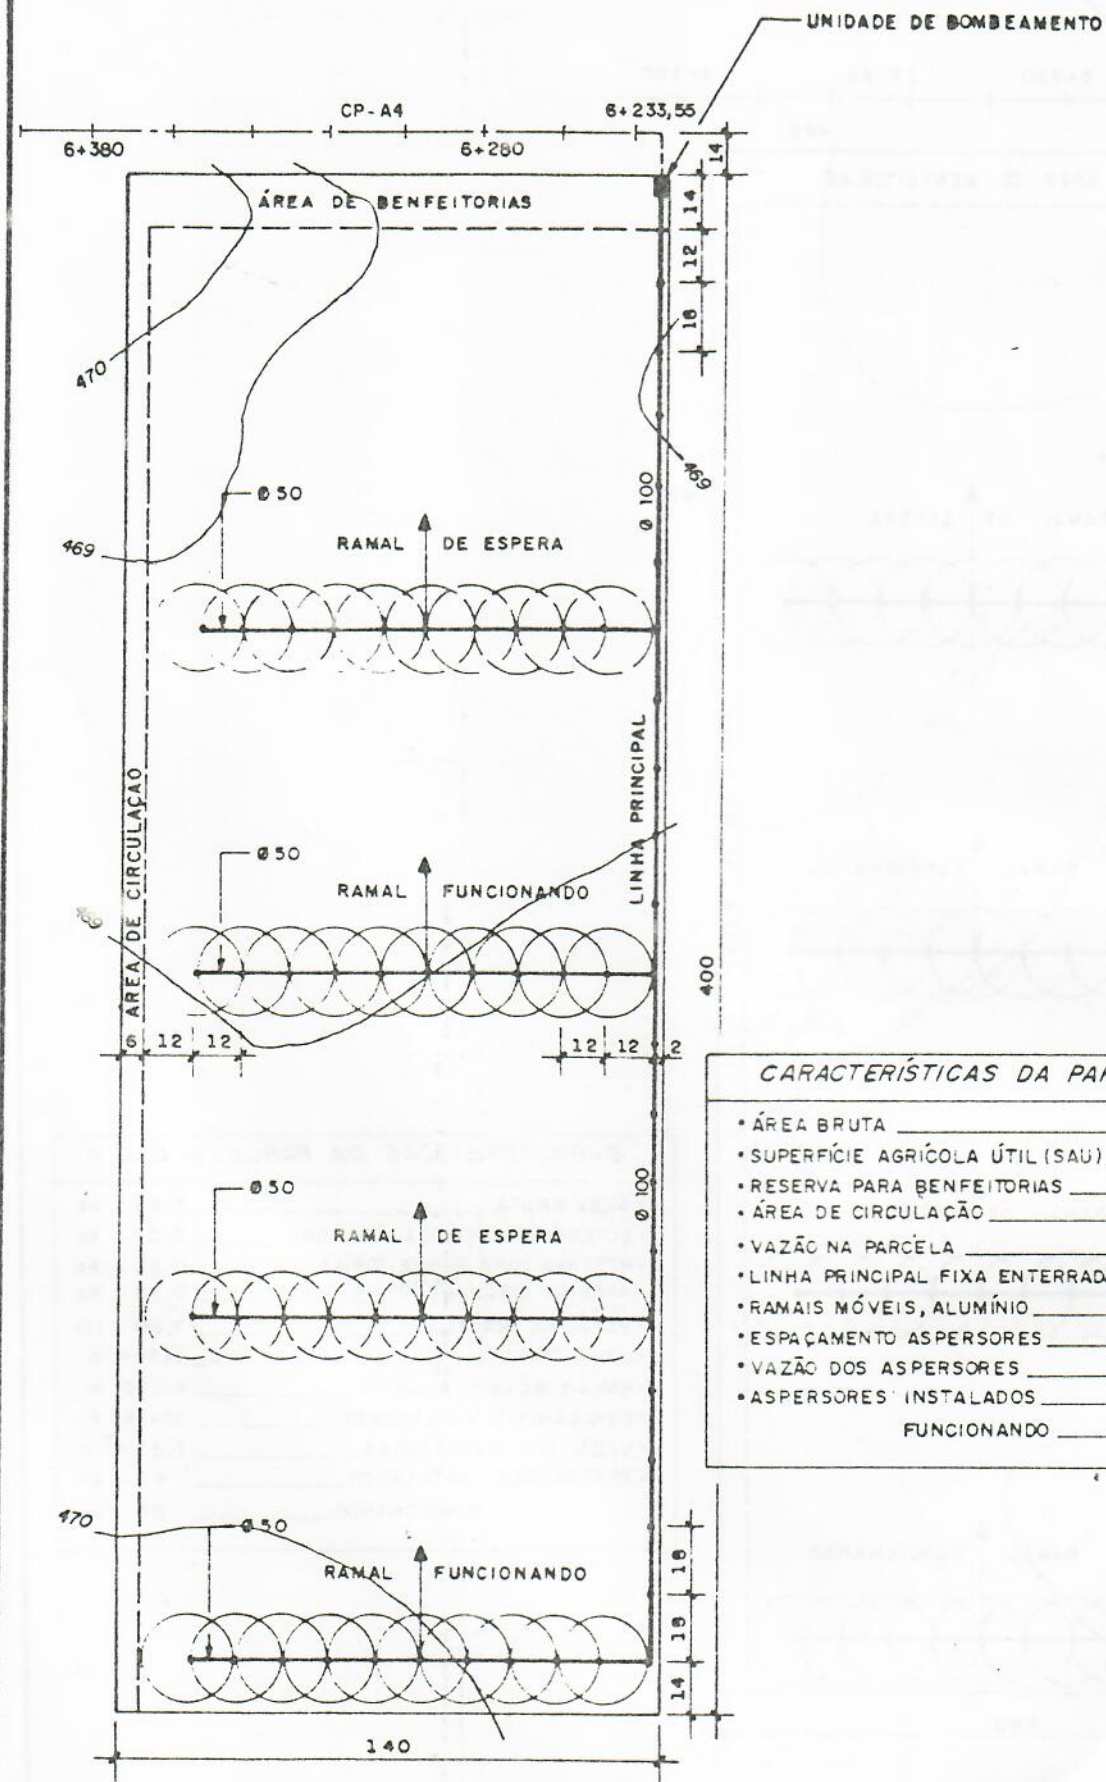 UNIDADE DE BOMBEAMENTO
CP-A4
6+233,55
6+380
6+280
14
ÁREA DE BENFEITORIAS
14
12
18
470
469
Ø 50
Ø 100
469
RAMAL DE ESPERA
ÁREA DE CIRCULAÇÃO
LINHA PRINCIPAL
Ø 50
RAMAL FUNCIONANDO
400
6
12
12
12
12
2
CARACTERÍSTICAS DA PAR
• ÁREA BRUTA
• SUPERFÍCIE AGRÍCOLA ÚTIL (SAU)
• RESERVA PARA BENFEITORIAS
• ÁREA DE CIRCULAÇÃO
• VAZÃO NA PARCELA
• LINHA PRINCIPAL FIXA ENTERRADA
• RAMAIS MÓVEIS, ALUMÍNIO
• ESPAÇAMENTO ASPERSORES
• VAZÃO DOS ASPERSORES
• ASPERSORES INSTALADOS
FUNCIONANDO
Ø 50
Ø 100
RAMAL DE ESPERA
470
Ø 50
RAMAL FUNCIONANDO
18
18
14
140